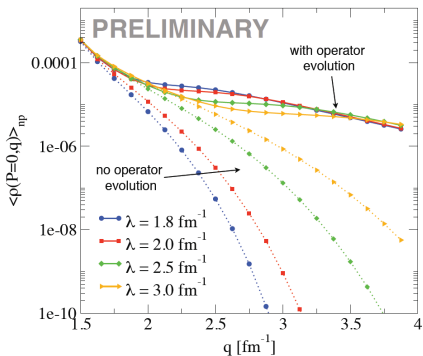 PRELIMINARY
with operator
evolution
0.0001
<ρ(P=0,q)>np
1e-06
no operator
evolution
1e-08
λ = 1.8 fm-1
λ = 2.0 fm-1
λ = 2.5 fm-1
λ = 3.0 fm-1
1e-10
1.5 2 2.5 3 3.5 4
q [fm-1]